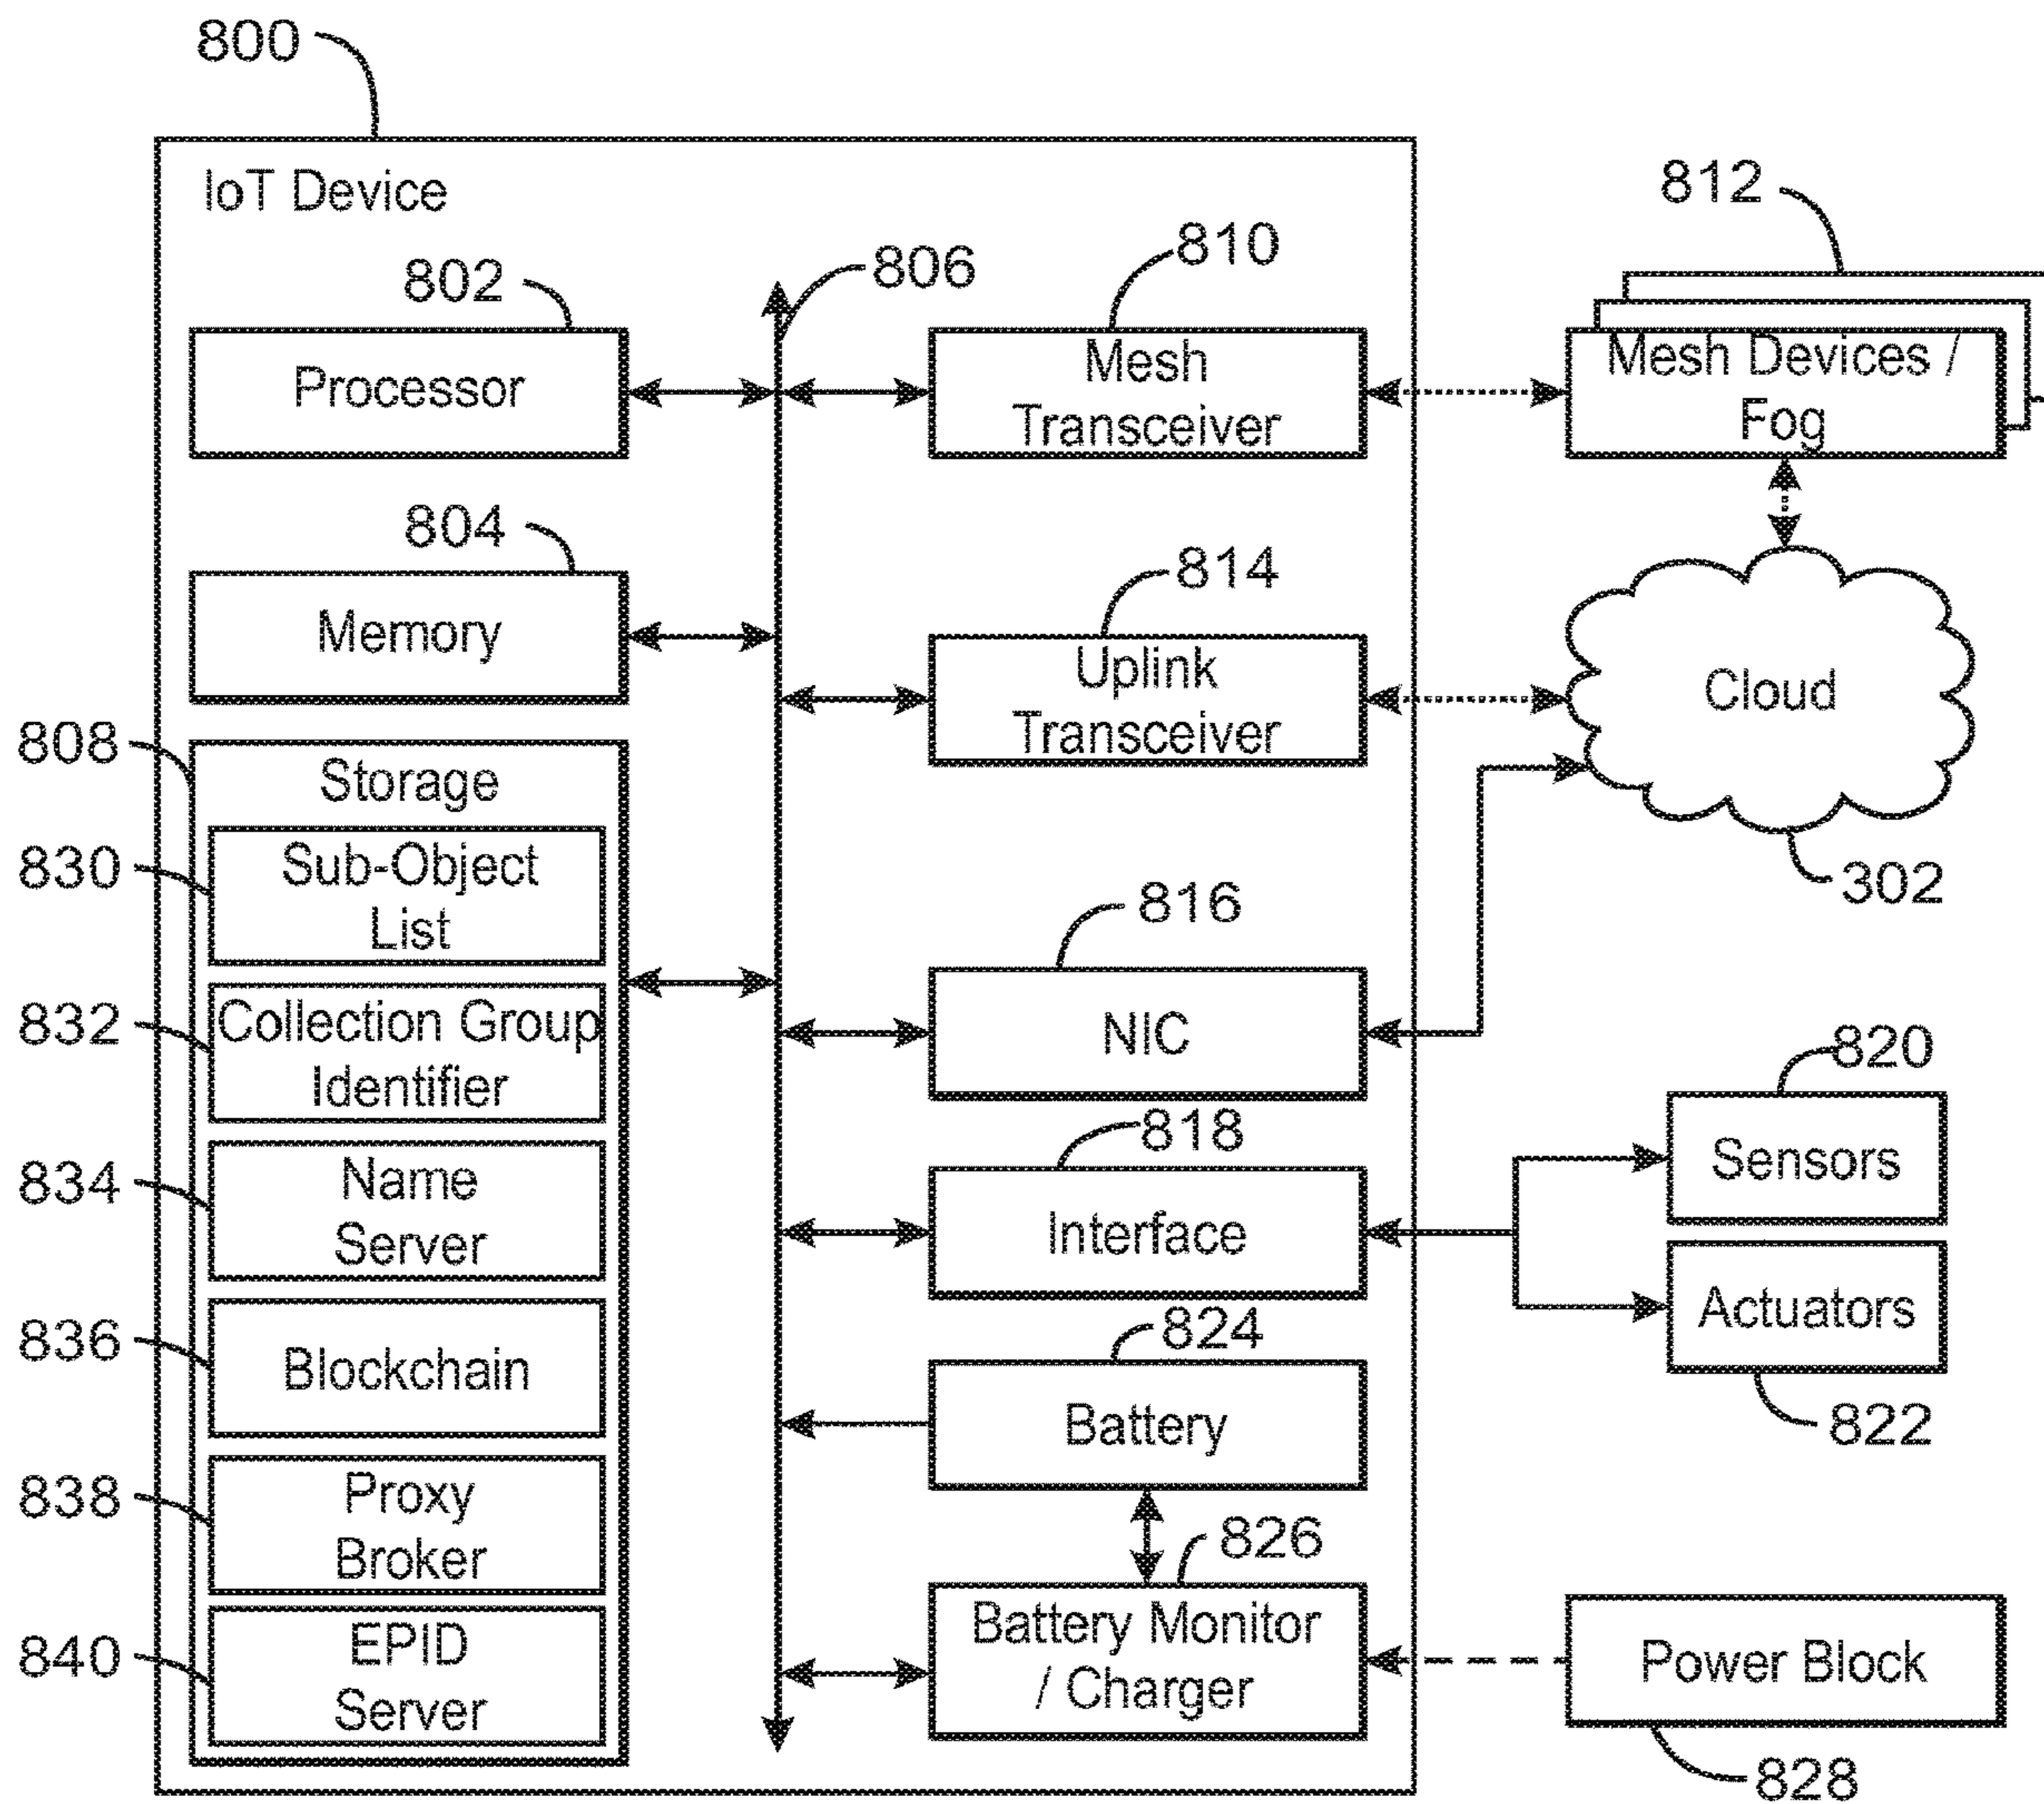 800
IoT Device
812
810
806
802
Processor
Mesh
Transceiver
Mesh Devices /
Fog
804
Memory
814
Uplink
Transceiver
Cloud
302
808
Storage
830
Sub-Object
List
816
NIC
832
Collection Group
Identifier
820
Sensors
818
Interface
834
Name
Server
Actuators
822
824
Battery
836
Blockchain
838
Proxy
Broker
826
Battery Monitor
/ Charger
Power Block
828
840
EPID
Server